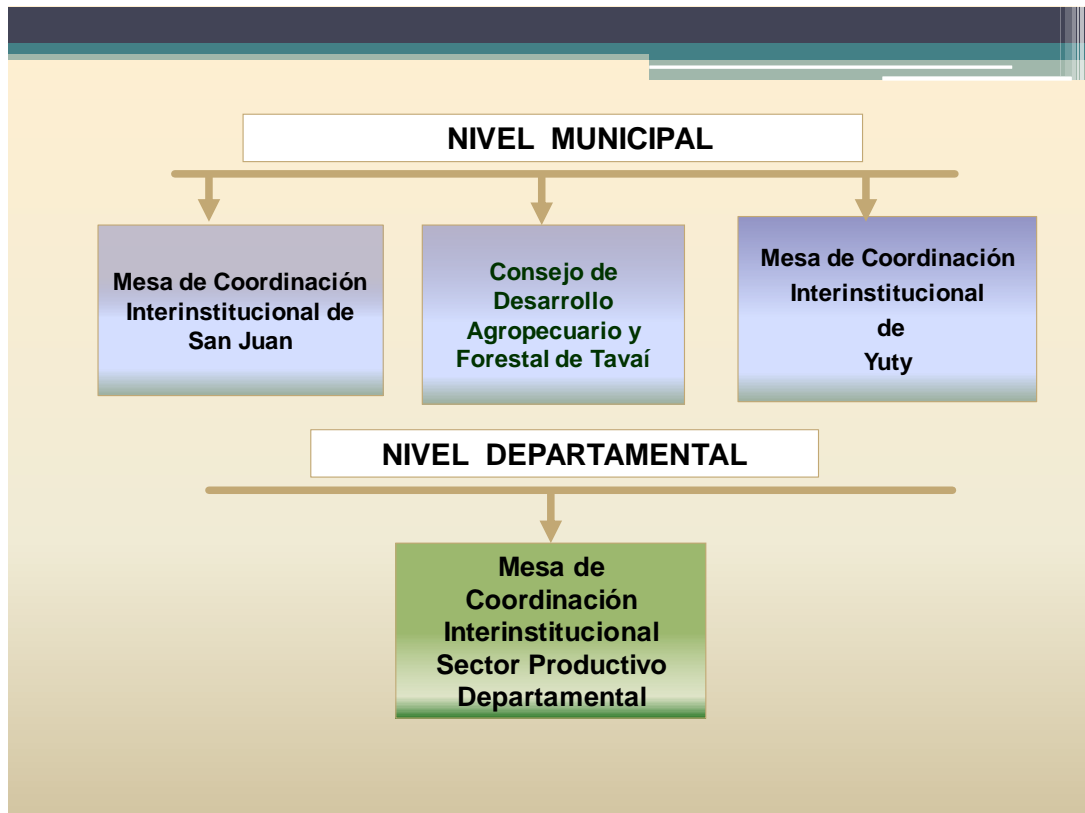 NIVEL MUNICIPAL
Mesa de Coordinación
Interinstitucional de
San Juan
Consejo de
Desarrollo
Agropecuario y
Forestal de Tavaí
Mesa de Coordinación
Interinstitucional
de
Yuty
NIVEL DEPARTAMENTAL
Mesa de
Coordinación
Interinstitucional
Sector Productivo
Departamental